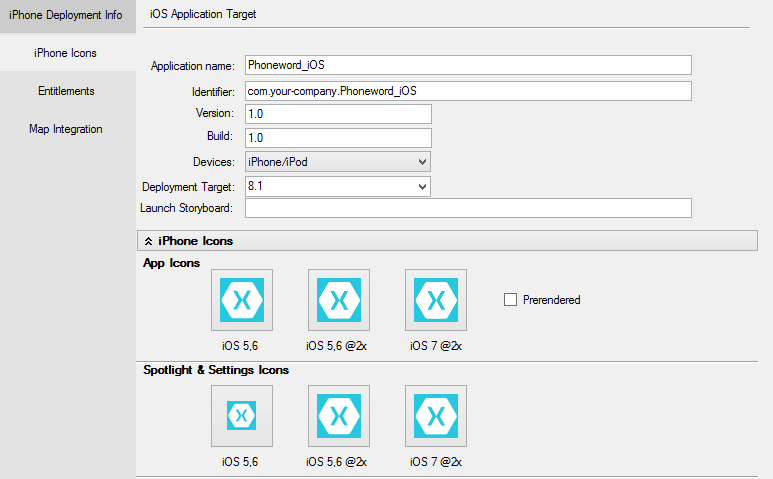 iPhone Deployment Info
iPhone Icons
Entitlements
Map Integration
iOS Application Target
Application name: Phoneword_iOS
Identifier: com.your-company.Phoneword_iOS
Version: 1.0
Build: 1.0
Devices: iPhone/iPod
Deployment Target: 8.1
Launch Storyboard:
iPhone Icons
App Icons
Prerendered
iOS 5,6 iOS 5,6 @2x iOS 7 @2x
Spotlight & Settings Icons
iOS 5,6 iOS 5,6 @2x iOS 7 @2x